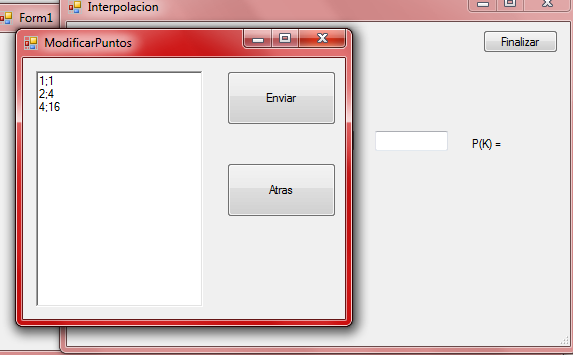 Form1
Interpolacion
ModificarPuntos
Finalizar
1;1
2;4
4;16
Enviar
P(K) =
Atras